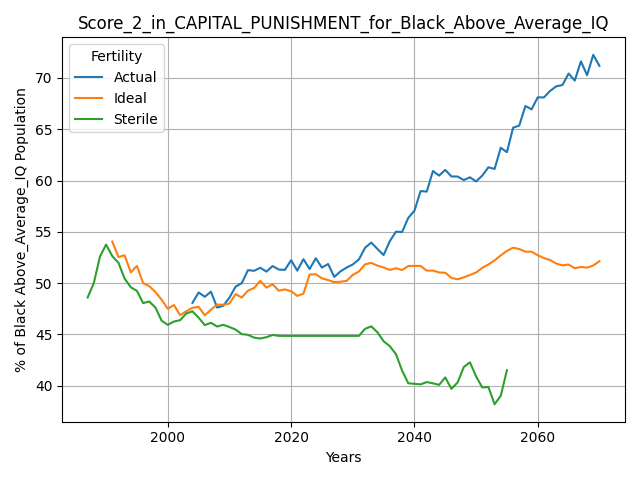 Score_2_in_CAPITAL_PUNISHMENT_for_Black_Above_Average_IQ
Fertility
Actual
Ideal
Sterile
% of Black Above_Average_IQ Population
70
65
60
55
50
45
40
2000
2020
2040
2060
Years